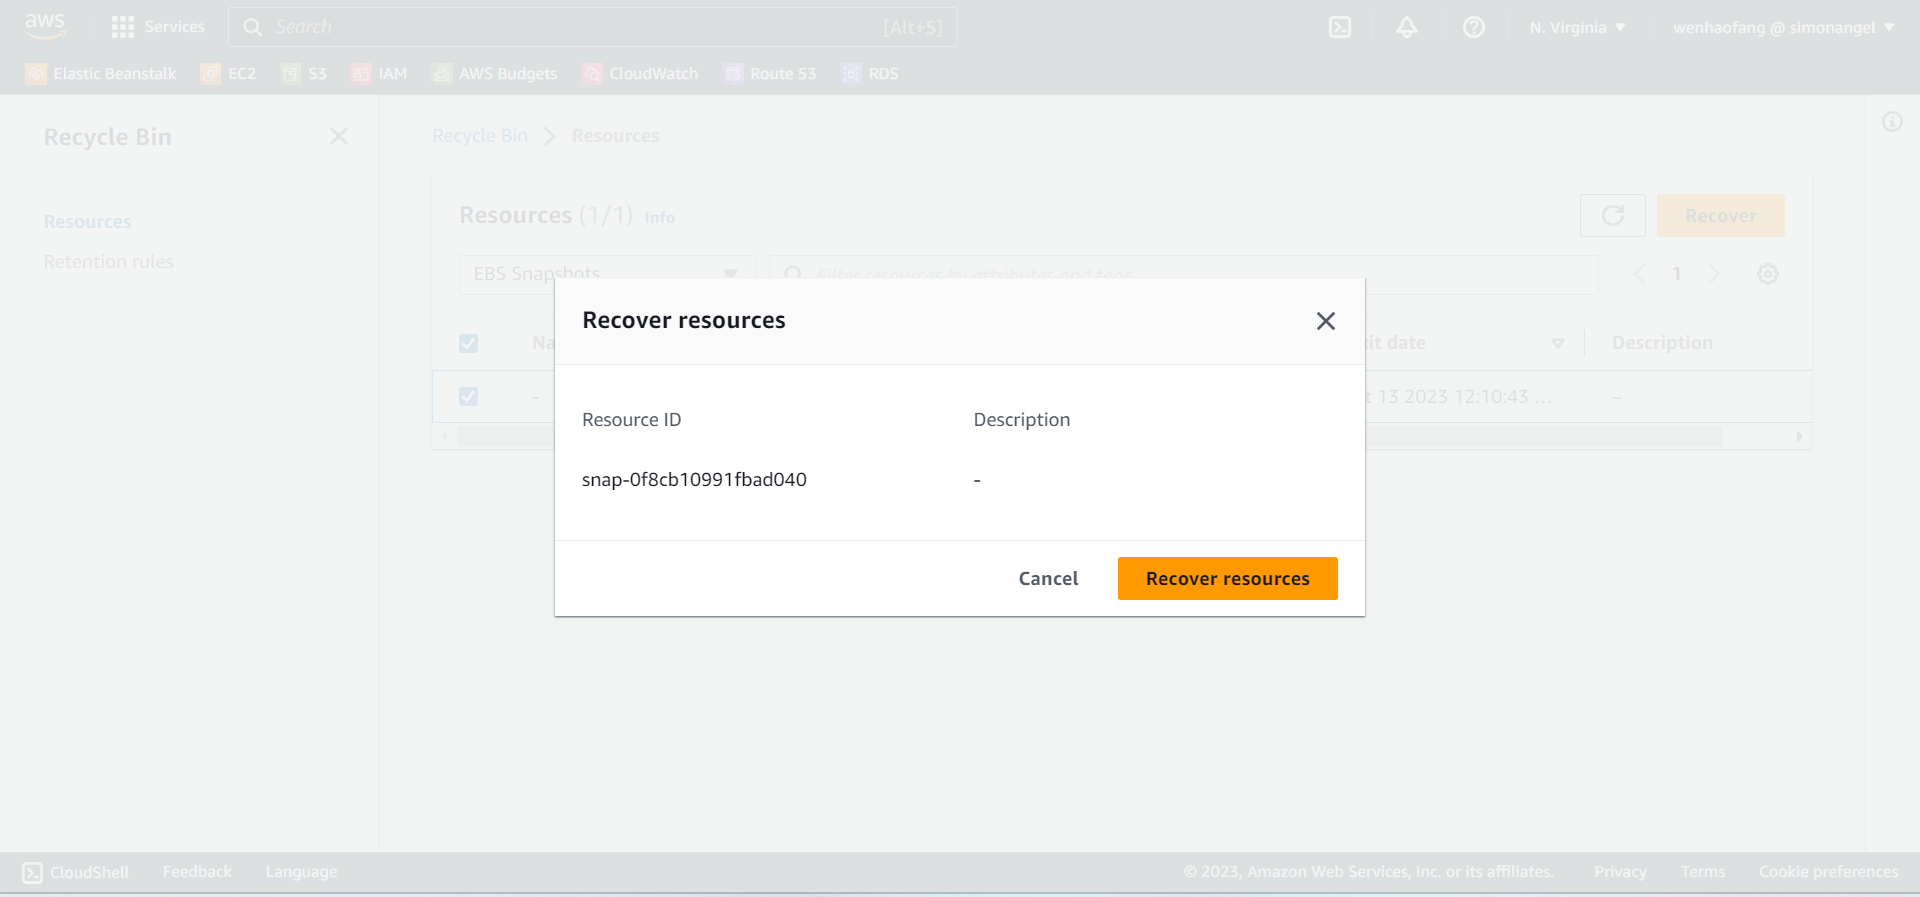 aws
Services
Search
[Alt+S]
N. Virginia
wenhaofang @ simonangel
Elastic Beanstalk
EC2
S3
IAM
AWS Budgets
CloudWatch
Route 53
RDS
Recycle Bin
Resources
Retention rules
Recycle Bin
Resources
Resources (1/1) Info
Recover
EBS Snapshots
Filter resources by attributes and tags
1
Description
date
-
13 2023 12:10:43 ...
–
Recover resources
Resource ID
Description
snap-0f8cb10991fbad040
-
Cancel
Recover resources
CloudShell
Feedback
Language
© 2023, Amazon Web Services, Inc. or its affiliates.
Privacy
Terms
Cookie preferences